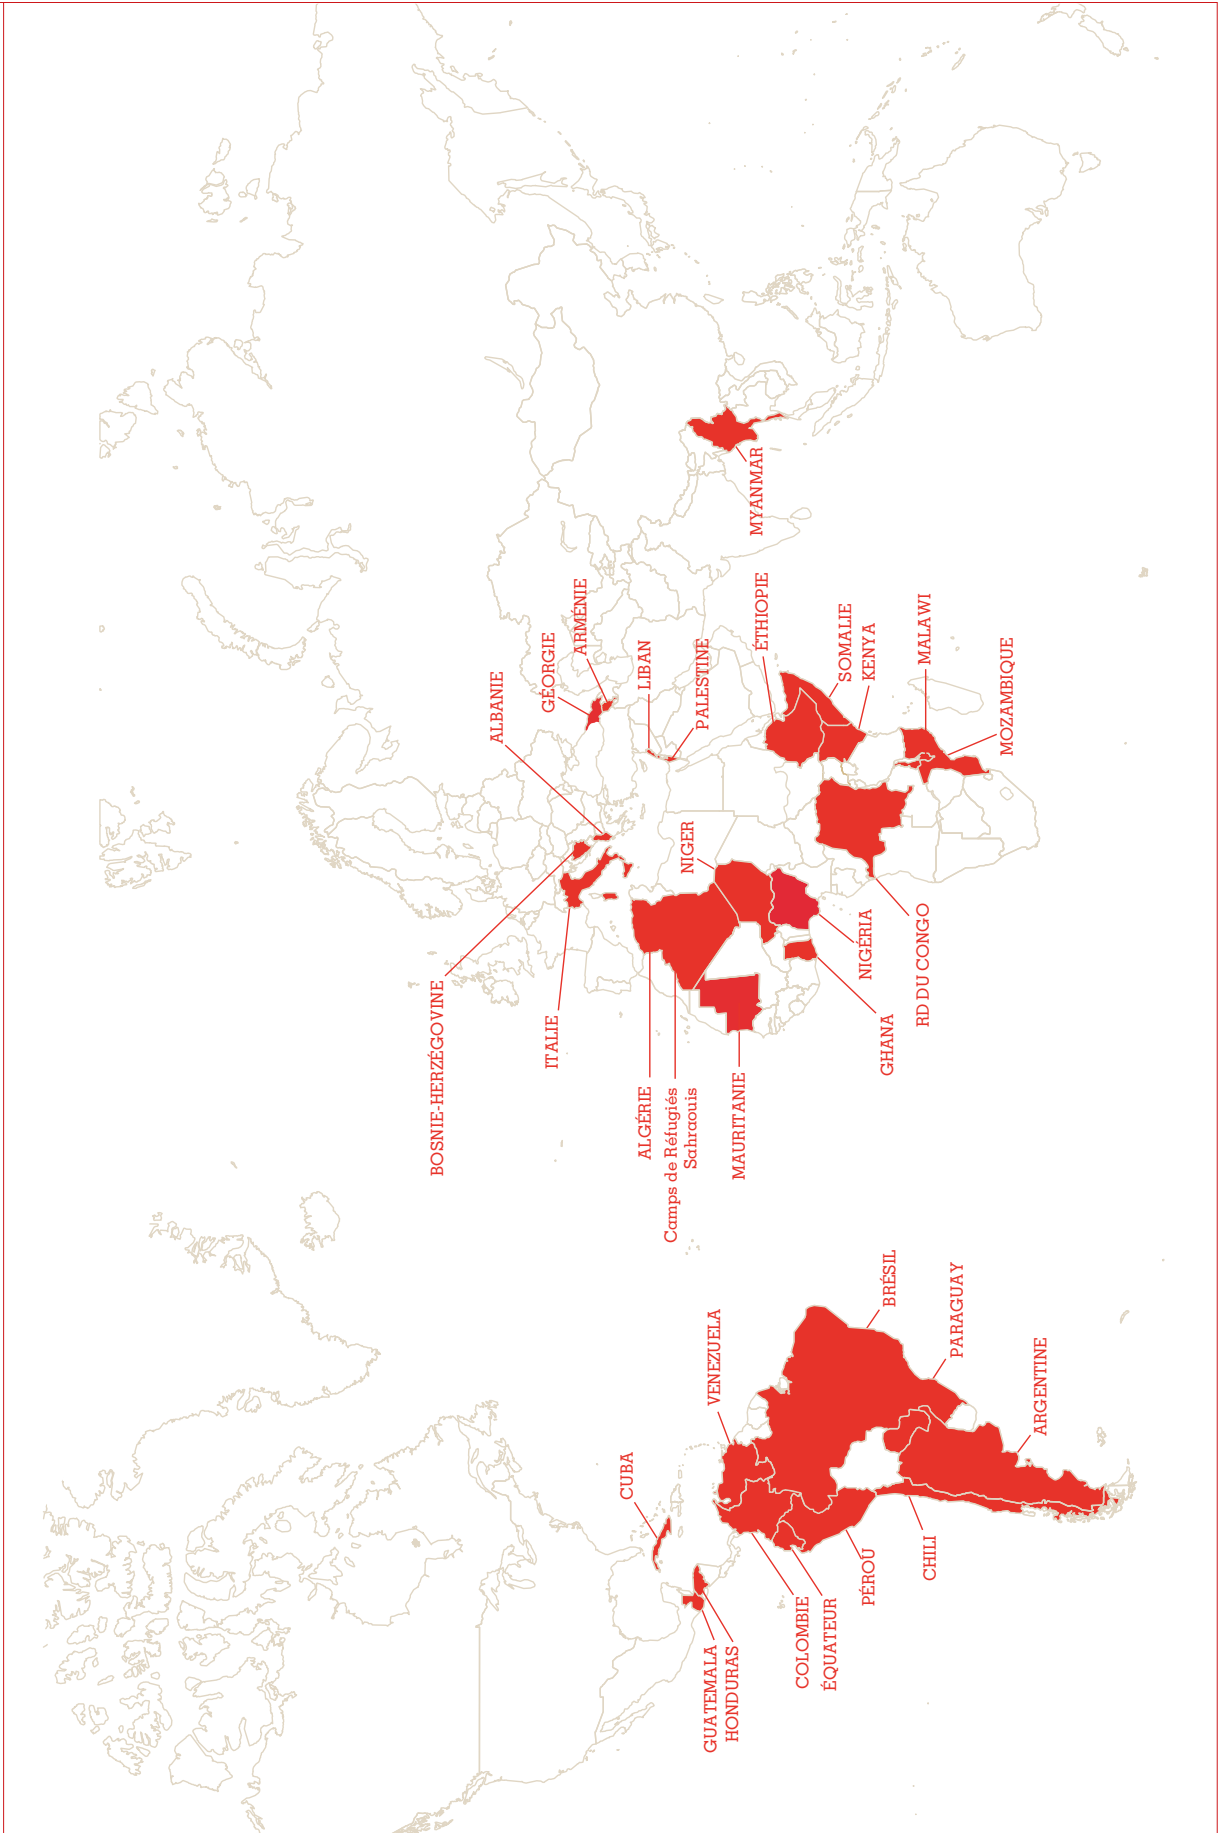 BOSNIE-HERZÉGOVINE
ALBANIE
GÉORGIE
ARMÉNIE
ITALIE
LIBAN
PALESTINE
ALGÉRIE
Camps de Réfugiés
Sahraouis
MAURITANIE
NIGER
NIGÉRIA
GHANA
RD DU CONGO
ÉTHIOPIE
SOMALIE
KENYA
MALAWI
MOZAMBIQUE
MYANMAR
CUBA
GUATEMALA
HONDURAS
VENEZUELA
COLOMBIE
ÉQUATEUR
PÉROU
BRÉSIL
PARAGUAY
CHILI
ARGENTINE